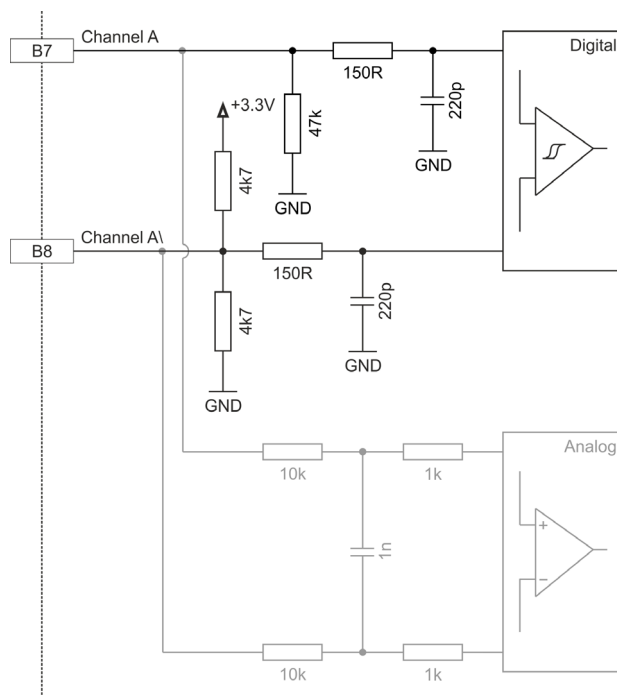 B7
Channel A
Digital
150R
220p
GND
+3.3V
47k
GND
4k7
B8
Channel A\
150R
220p
GND
4k7
GND
Analog
10k
1k
1n
+
−
10k
1k